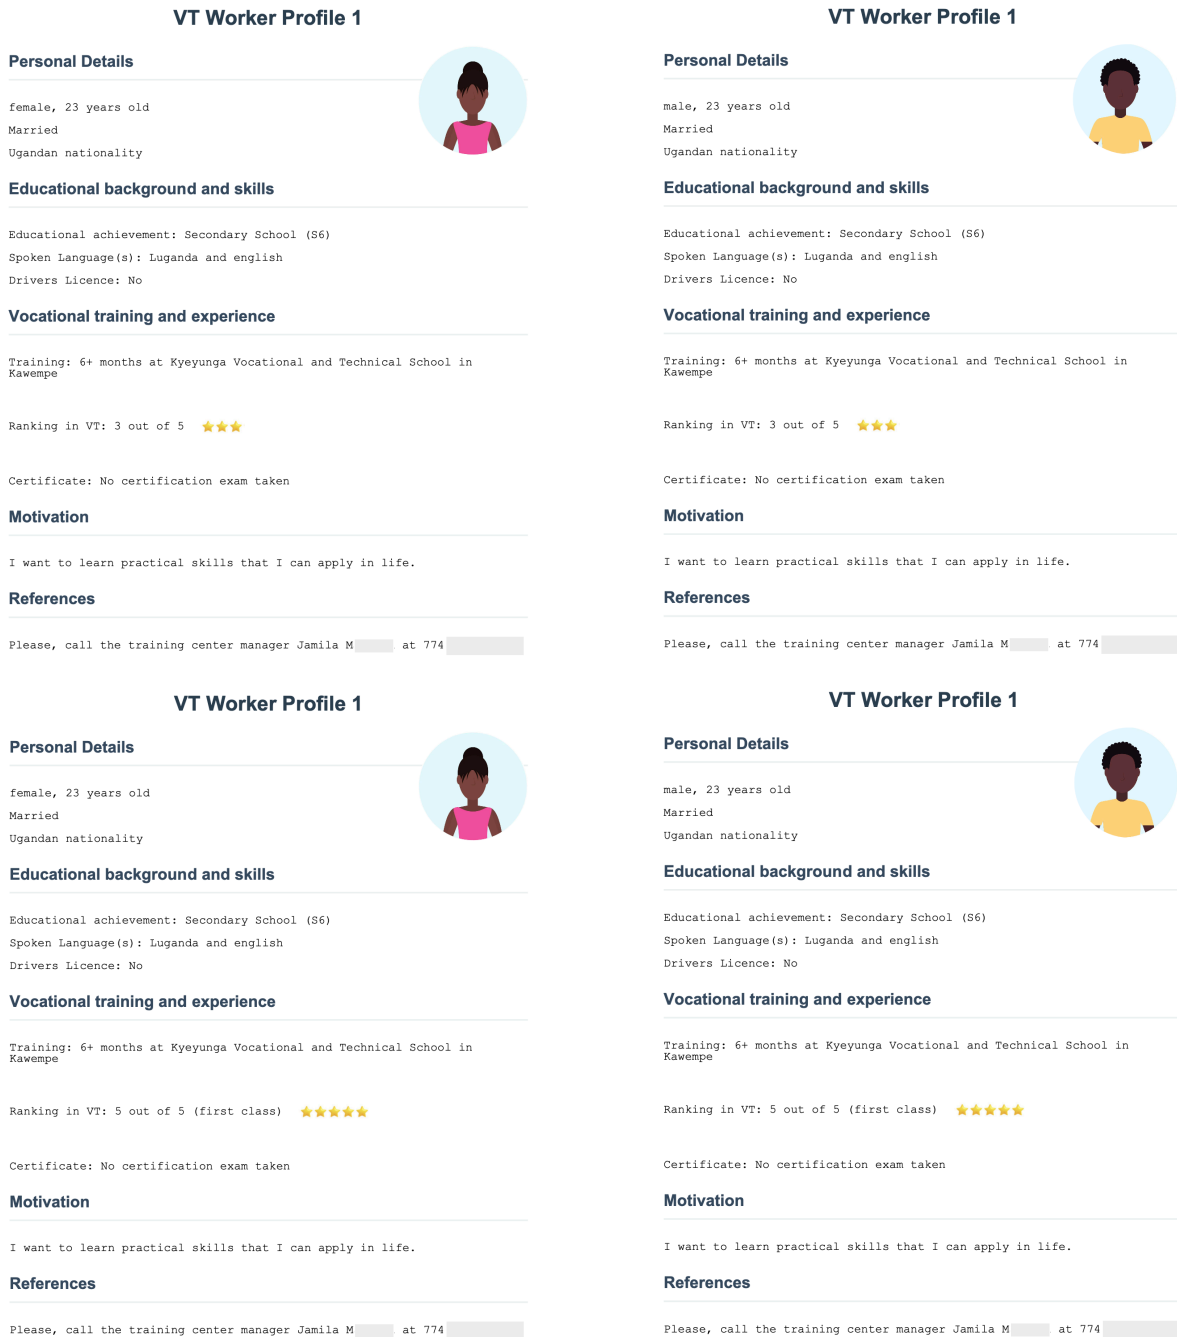 VT Worker Profile 1
Personal Details
female, 23 years old
Married
Ugandan nationality
Educational background and skills
Educational achievement: Secondary School (S6)
Spoken Language(s): Luganda and english
Drivers Licence: No
Vocational training and experience
Training: 6+ months at Kyeyunga Vocational and Technical School in
Kawempe
Ranking in VT: 3 out of 5
Certificate: No certification exam taken
Motivation
I want to learn practical skills that I can apply in life.
References
Please, call the training center manager Jamila M at 774
VT Worker Profile 1
Personal Details
male, 23 years old
Married
Ugandan nationality
Educational background and skills
Educational achievement: Secondary School (S6)
Spoken Language(s): Luganda and english
Drivers Licence: No
Vocational training and experience
Training: 6+ months at Kyeyunga Vocational and Technical School in
Kawempe
Ranking in VT: 3 out of 5
Certificate: No certification exam taken
Motivation
I want to learn practical skills that I can apply in life.
References
Please, call the training center manager Jamila M at 774
VT Worker Profile 1
Personal Details
female, 23 years old
Married
Ugandan nationality
Educational background and skills
Educational achievement: Secondary School (S6)
Spoken Language(s): Luganda and english
Drivers Licence: No
Vocational training and experience
Training: 6+ months at Kyeyunga Vocational and Technical School in
Kawempe
Ranking in VT: 5 out of 5 (first class)
Certificate: No certification exam taken
Motivation
I want to learn practical skills that I can apply in life.
References
Please, call the training center manager Jamila M at 774
VT Worker Profile 1
Personal Details
male, 23 years old
Married
Ugandan nationality
Educational background and skills
Educational achievement: Secondary School (S6)
Spoken Language(s): Luganda and english
Drivers Licence: No
Vocational training and experience
Training: 6+ months at Kyeyunga Vocational and Technical School in
Kawempe
Ranking in VT: 5 out of 5 (first class)
Certificate: No certification exam taken
Motivation
I want to learn practical skills that I can apply in life.
References
Please, call the training center manager Jamila M at 774